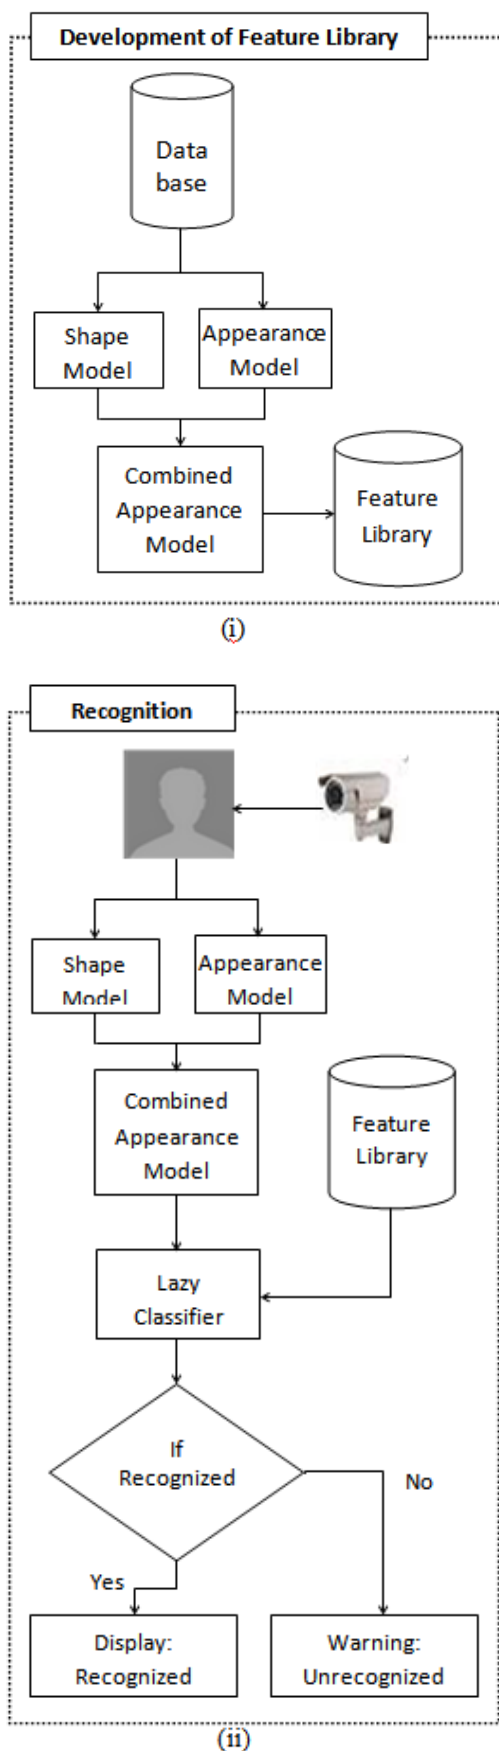 Development of Feature Library
Data
base
Shape
Model
Appearance
Model
Combined
Appearance
Model
Feature
Library
(i)
Recognition
Shape
Model
Appearance
Model
Combined
Appearance
Model
Feature
Library
Lazy
Classifier
If
Recognized
No
Yes
Display:
Recognized
Warning:
Unrecognized
(ii)